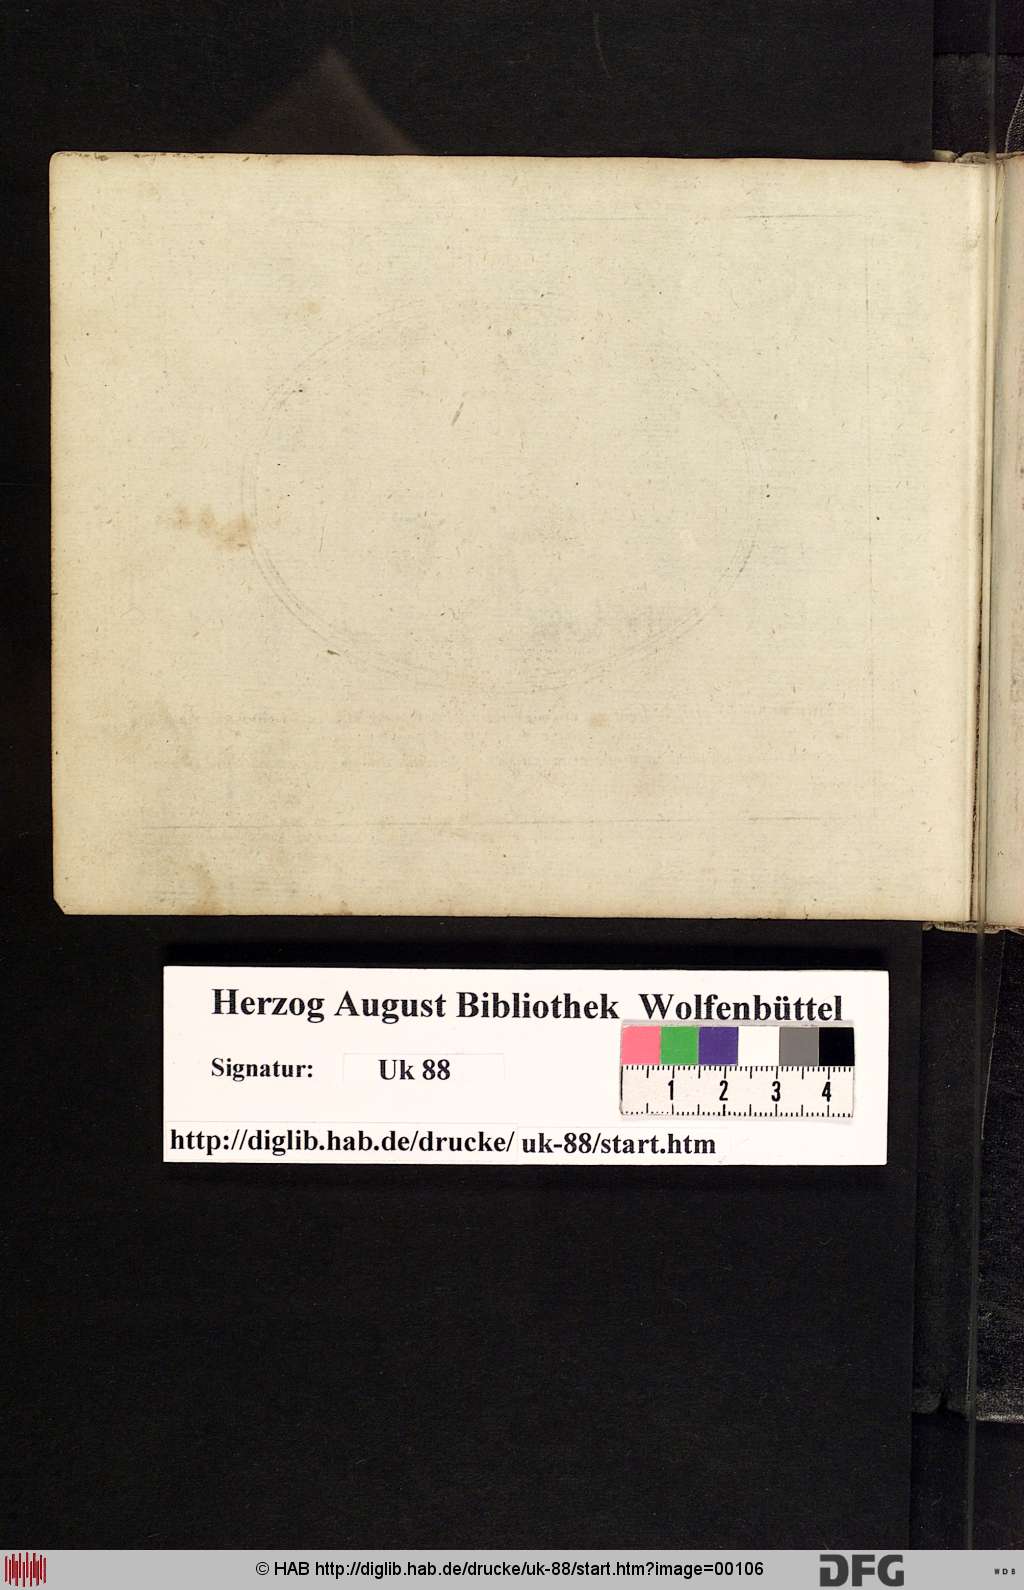 Herzog August Bibliothek Wolfenbüttel
Signatur: Uk 88
1 2 3 4
http://diglib.hab.de/drucke/ uk-88/start.htm
© HAB http://diglib.hab.de/drucke/uk-88/start.htm?image=00106
DFG
WDB